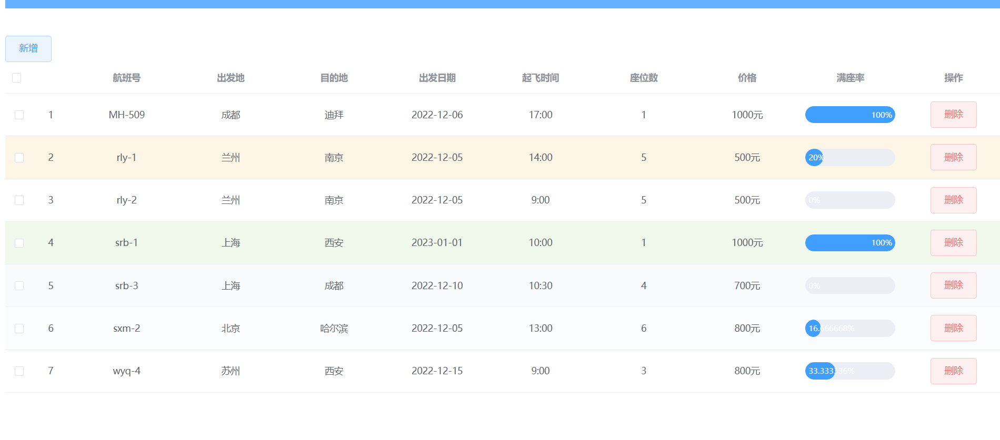 新增
航班号 出发地 目的地 出发日期 起飞时间 座位数 价格 满座率 操作
1 MH-509 成都 迪拜 2022-12-06 17:00 1 1000元 100% 删除
2 rly-1 兰州 南京 2022-12-05 14:00 5 500元 20% 删除
3 rly-2 兰州 南京 2022-12-05 9:00 5 500元 0% 删除
4 srb-1 上海 西安 2023-01-01 10:00 1 1000元 100% 删除
5 srb-3 上海 成都 2022-12-10 10:30 4 700元 0% 删除
6 sxm-2 北京 哈尔滨 2022-12-05 13:00 6 800元 16.666668% 删除
7 wyq-4 苏州 西安 2022-12-15 9:00 3 800元 33.333336% 删除